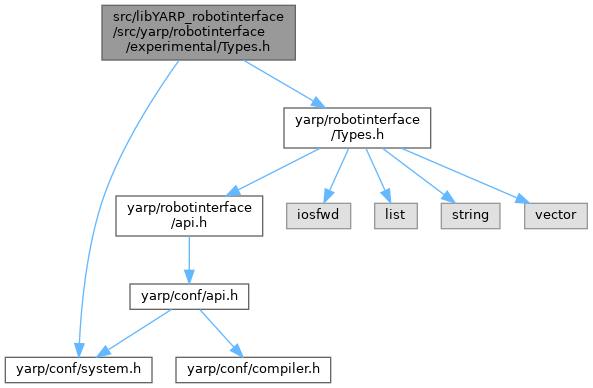 src/libYARP_robotinterface
/src/yarp/robotinterface
/experimental/Types.h
yarp/robotinterface
/Types.h
yarp/robotinterface
/api.h
iosfwd
list
string
vector
yarp/conf/api.h
yarp/conf/system.h
yarp/conf/compiler.h